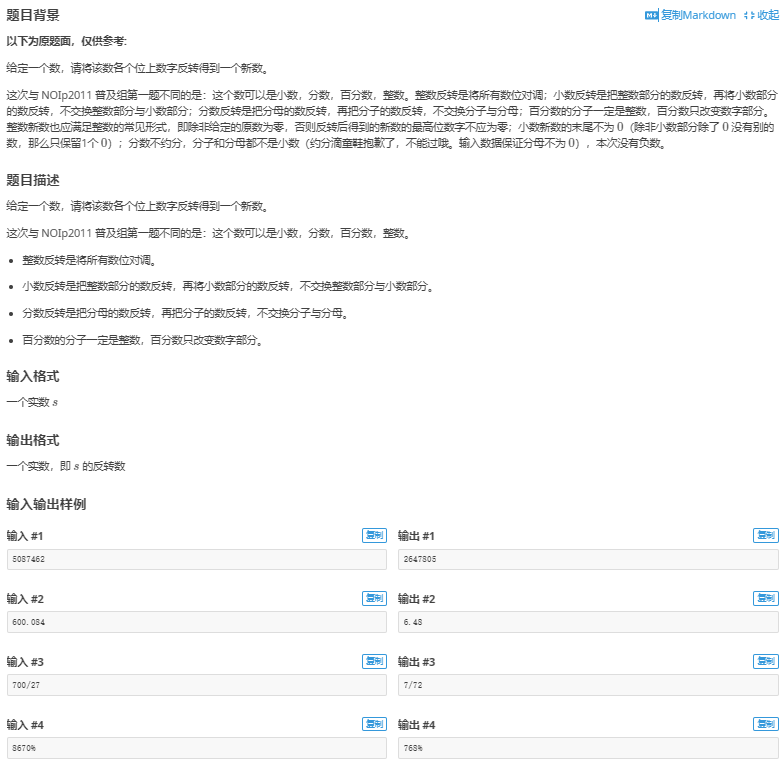 题目背景
复制Markdown 收起
以下为原题面，仅供参考:
给定一个数，请将该数各个位上数字反转得到一个新数。
这次与 NOIp2011 普及组第一题不同的是：这个数可以是小数，分数，百分数，整数。整数反转是将所有数位对调；小数反转是把整数部分的数反转，再将小数部分
的数反转，不交换整数部分与小数部分；分数反转是把分母的数反转，再把分子的数反转，不交换分子与分母；百分数的分子一定是整数，百分数只改变数字部分。
整数新数也应满足整数的常见形式，即除非给定的原数为零，否则反转后得到的新数的最高位数字不应为零；小数新数的末尾不为 0（除非小数部分除了 0 没有别的
数，那么只保留1个 0）；分数不约分，分子和分母都不是小数（约分滴童鞋抱歉了，不能过哦。输入数据保证分母不为 0），本次没有负数。
题目描述
给定一个数，请将该数各个位上数字反转得到一个新数。
这次与 NOIp2011 普及组第一题不同的是：这个数可以是小数，分数，百分数，整数。
• 整数反转是将所有数位对调。
• 小数反转是把整数部分的数反转，再将小数部分的数反转，不交换整数部分与小数部分。
• 分数反转是把分母的数反转，再把分子的数反转，不交换分子与分母。
• 百分数的分子一定是整数，百分数只改变数字部分。
输入格式
一个实数 s
输出格式
一个实数，即 s 的反转数
输入输出样例
输入 #1 复制
5087462
输出 #1 复制
2647805
输入 #2 复制
600.084
输出 #2 复制
6.48
输入 #3 复制
700/27
输出 #3 复制
7/72
输入 #4 复制
8670%
输出 #4 复制
768%